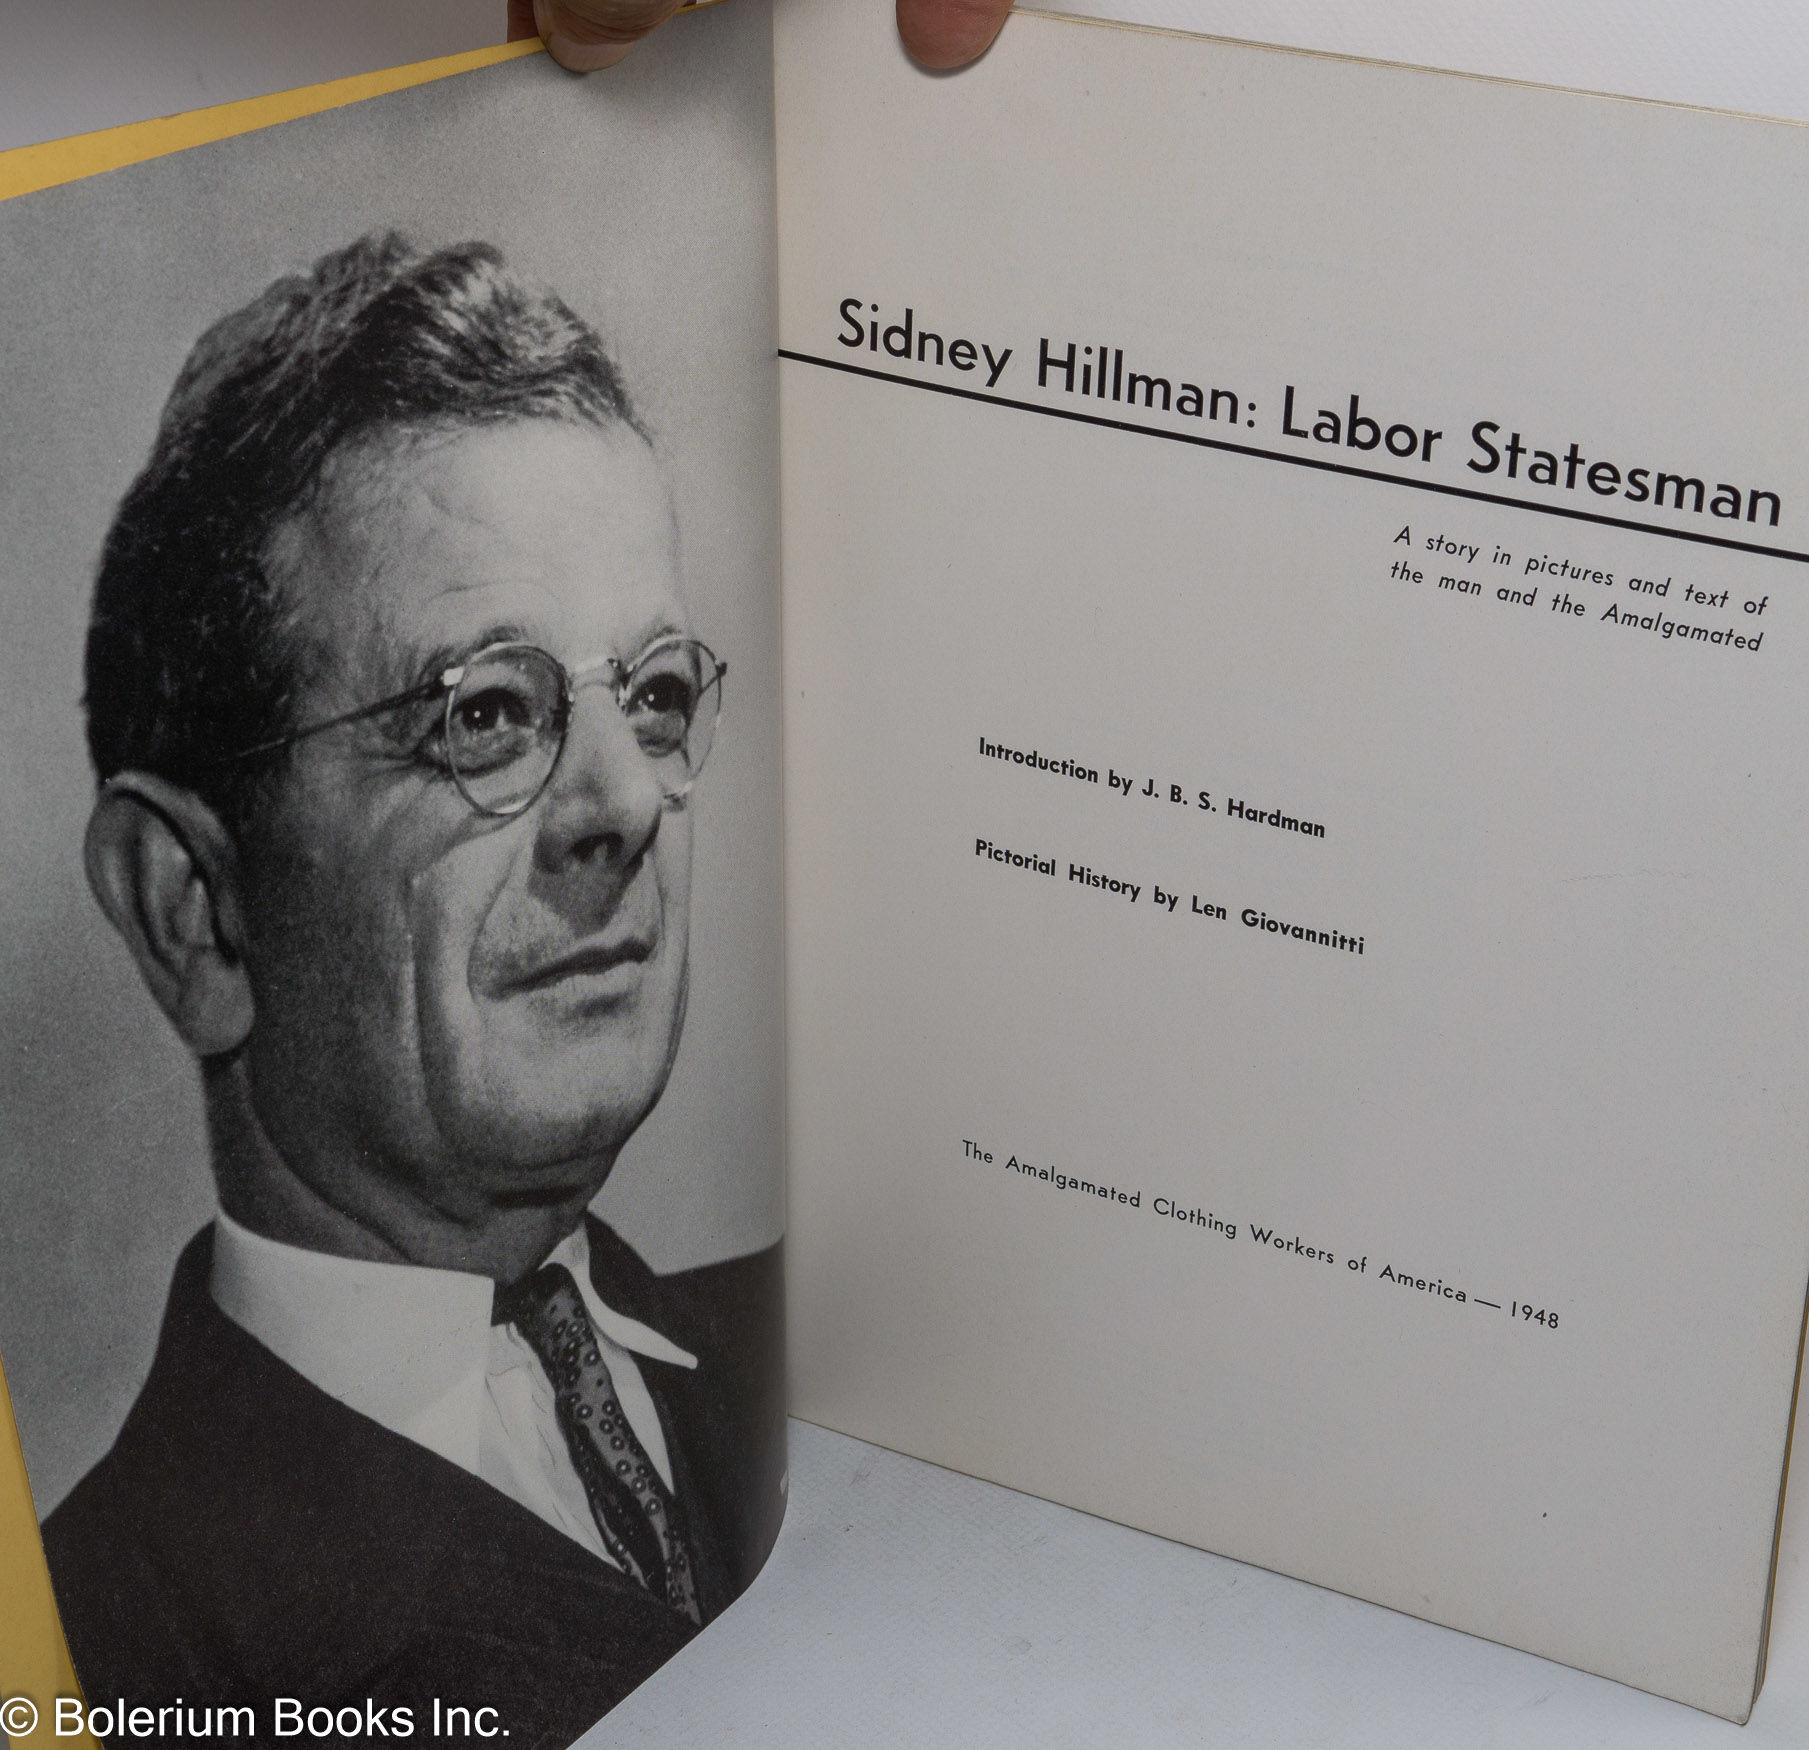 Sidney Hillman: Labor Statesman
A story in pictures and text of
the man and the Amalgamated
Introduction by J. B. S. Hardman
Pictorial History by Len Giovannitti
The Amalgamated Clothing Workers of America — 1948
© Bolerium Books Inc.